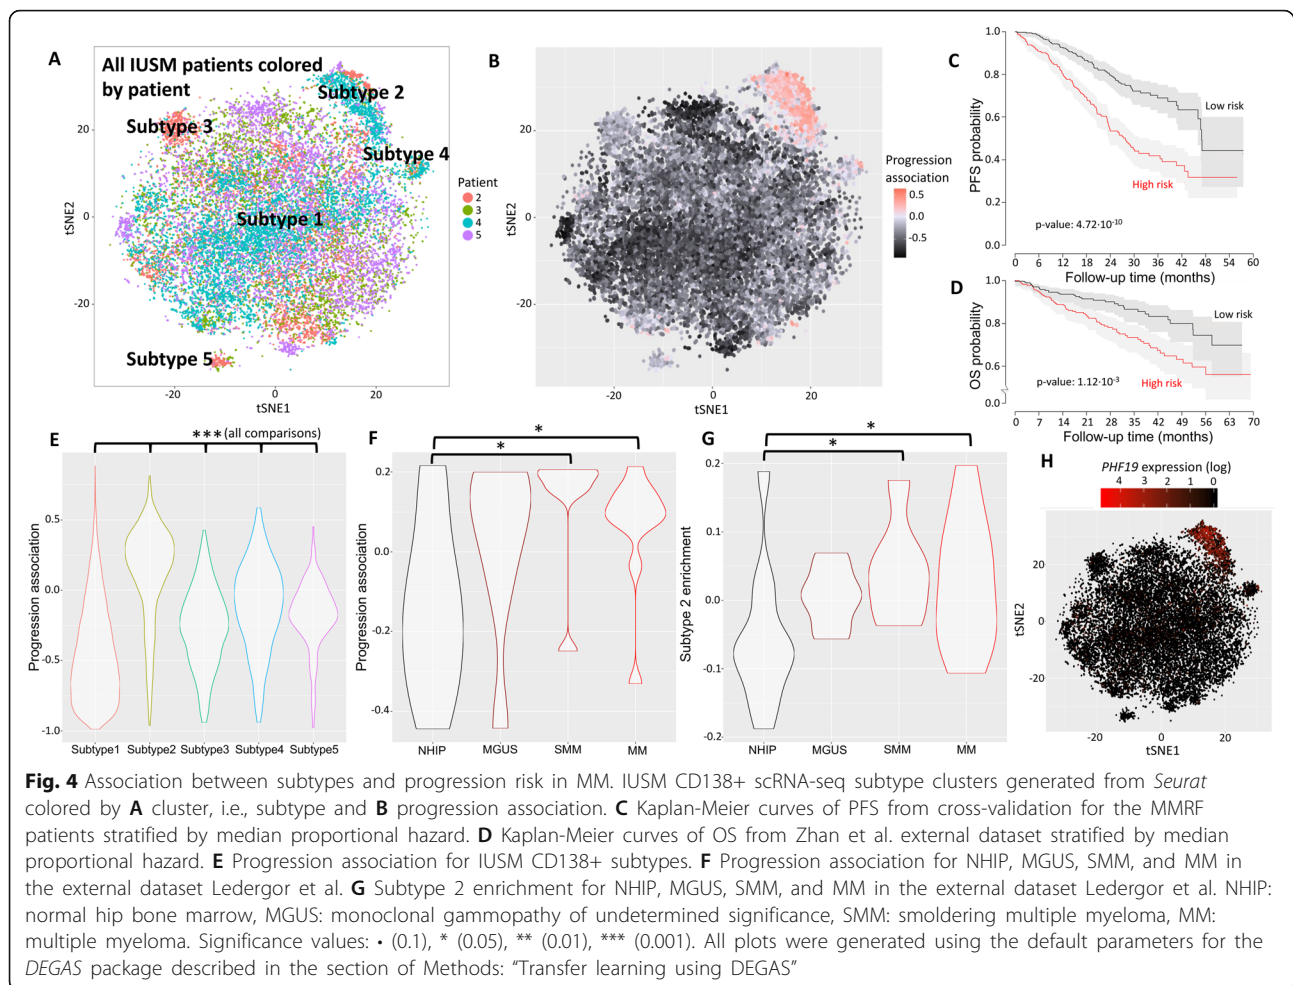 A
All IUSM patients colored
by patient
Subtype 2
Subtype 3
Subtype 4
Subtype 1
Subtype 5
20
0
-20
tSNE2
-20
0
20
tSNE1
Patient
2
3
4
5
B
20
0
-20
tSNE2
-20
0
20
tSNE1
Progression
association
0.5
0.0
-0.5
C
1.0
0.8
0.6
0.4
0.2
0.0
PFS probability
Low risk
High risk
p-value: 4.72·10-10
0 6 12 18 24 30 36 42 48 54 60
Follow-up time (months)
D
1.0
0.8
0.6
0.0
OS probability
Low risk
High risk
p-value: 1.12·10-3
0 7 14 21 28 35 42 49 56 63 70
Follow-up time (months)
E
*** (all comparisons)
0.5
0.0
-0.5
-1.0
Progression association
Subtype1 Subtype2 Subtype3 Subtype4 Subtype5
F
*
*
0.2
0.0
-0.2
-0.4
Progression association
NHIP MGUS SMM MM
G
*
*
0.2
0.1
0.0
-0.1
-0.2
Subtype 2 enrichment
NHIP MGUS SMM MM
H
PHF19 expression (log)
4 3 2 1 0
20
0
-20
tSNE2
-20 0 20
tSNE1
Fig. 4 Association between subtypes and progression risk in MM. IUSM CD138+ scRNA-seq subtype clusters generated from Seurat
colored by A cluster, i.e., subtype and B progression association. C Kaplan-Meier curves of PFS from cross-validation for the MMRF
patients stratified by median proportional hazard. D Kaplan-Meier curves of OS from Zhan et al. external dataset stratified by median
proportional hazard. E Progression association for IUSM CD138+ subtypes. F Progression association for NHIP, MGUS, SMM, and MM in
the external dataset Ledergor et al. G Subtype 2 enrichment for NHIP, MGUS, SMM, and MM in the external dataset Ledergor et al. NHIP:
normal hip bone marrow, MGUS: monoclonal gammopathy of undetermined significance, SMM: smoldering multiple myeloma, MM:
multiple myeloma. Significance values: • (0.1), * (0.05), ** (0.01), *** (0.001). All plots were generated using the default parameters for the
DEGAS package described in the section of Methods: “Transfer learning using DEGAS”